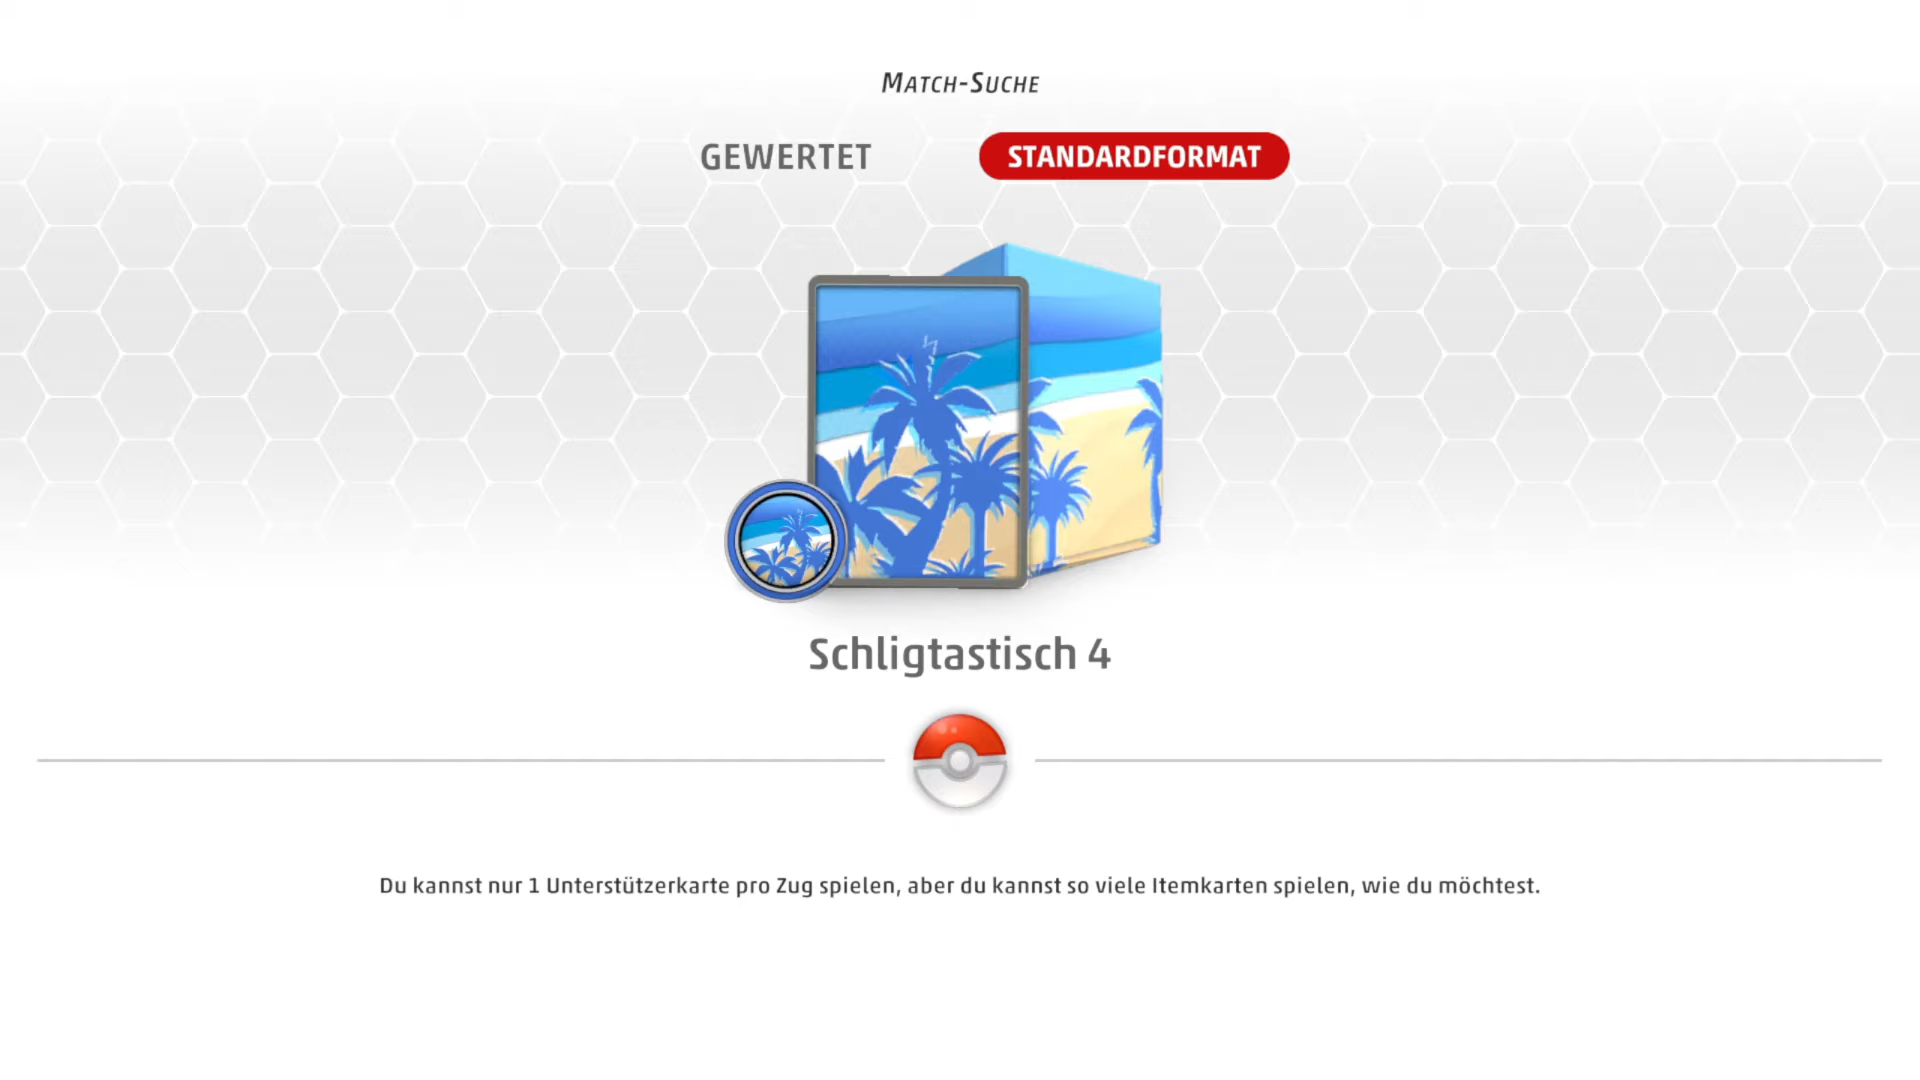 Match-Suche
GEWERTET
STANDARDFORMAT
Schligtastisch 4
Du kannst nur 1 Unterstützerkarte pro Zug spielen, aber du kannst so viele Itemkarten spielen, wie du möchtest.